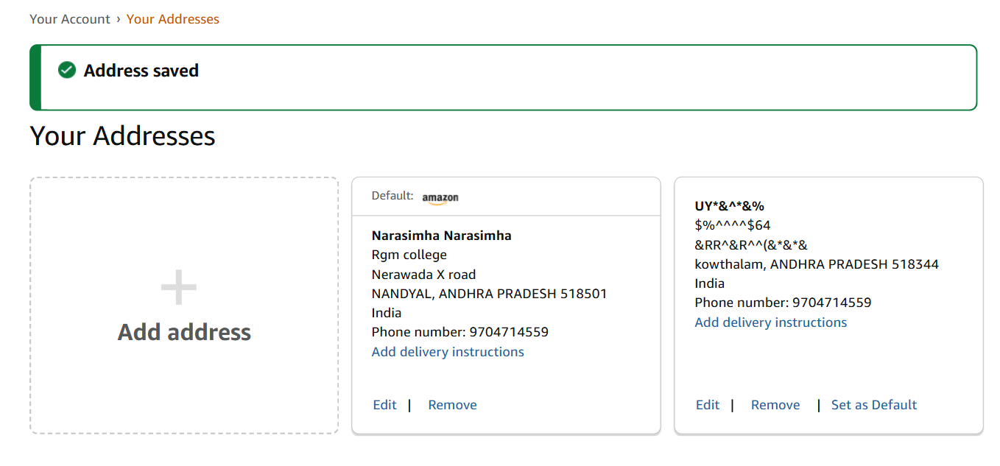 Your Account › Your Addresses
Address saved
Your Addresses
Add address
Default: amazon
Narasimha Narasimha
Rgm college
Nerawada X road
NANDYAL, ANDHRA PRADESH 518501
India
Phone number: 9704714559
Add delivery instructions
Edit | Remove
UY*&^*&%
$%^^^^$64
&RR^&R^^(&*&*&
kowthalam, ANDHRA PRADESH 518344
India
Phone number: 9704714559
Add delivery instructions
Edit | Remove | Set as Default